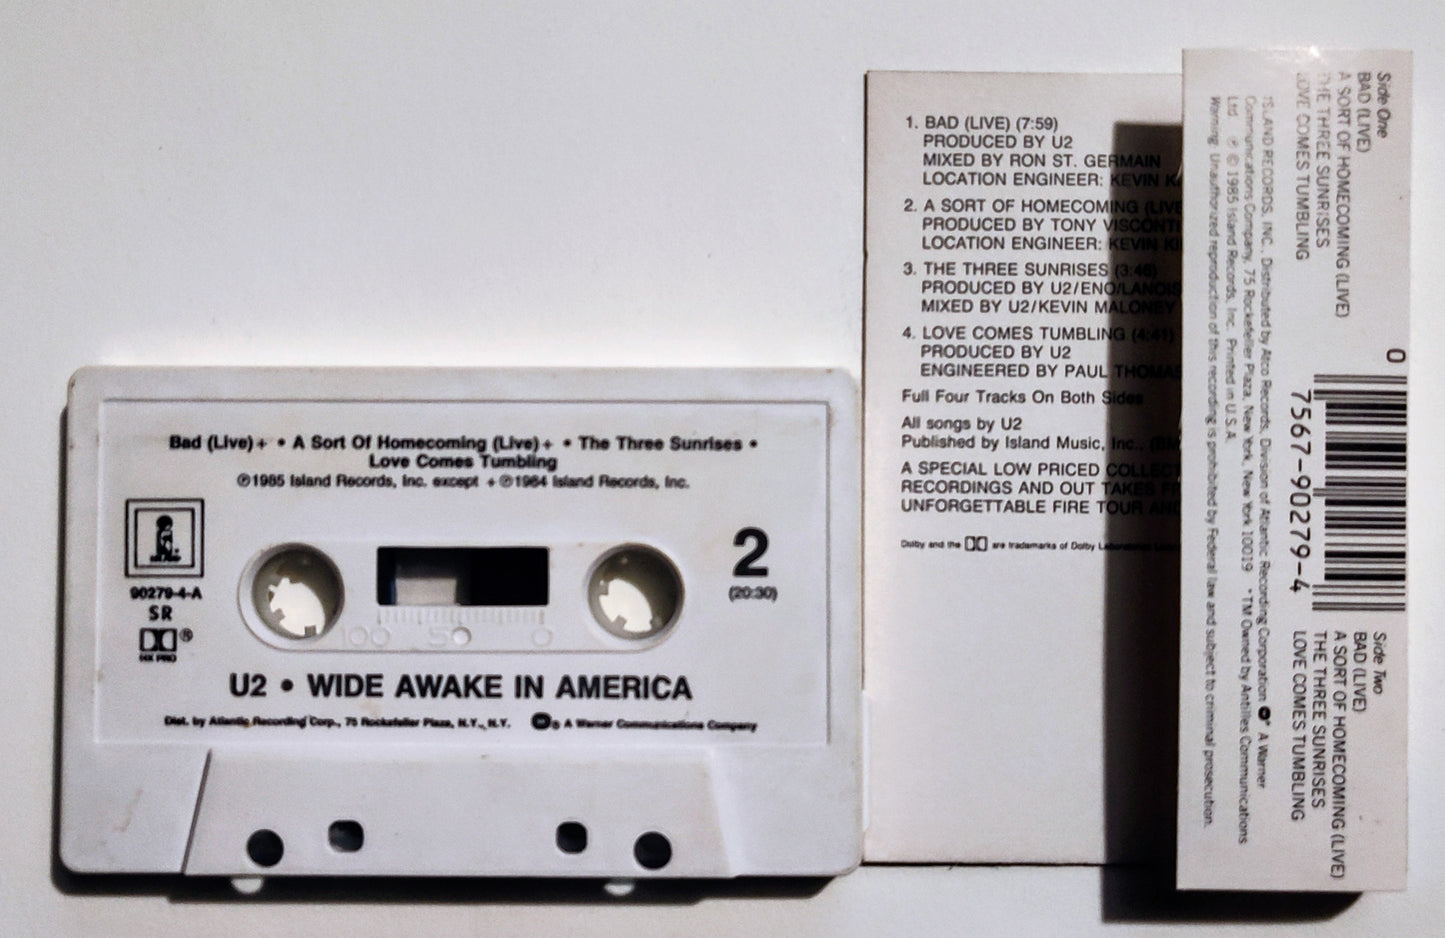 Bad (Live)+ • A Sort Of Homecoming (Live)+ • The Three Sunrises •
Love Comes Tumbling
℗1985 Island Records, Inc. except +℗1984 Island Records, Inc.
90279-4-A
SR
®
HX PRO
2
(20:30)
100 50 0
U2 • WIDE AWAKE IN AMERICA
Dist. by Atlantic Recording Corp., 75 Rockefeller Plaza, N.Y., N.Y. ® A Warner Communications Company
1. BAD (LIVE) (7:59)
PRODUCED BY U2
MIXED BY RON ST. GERMAIN
LOCATION ENGINEER: KEVIN
2. A SORT OF HOMECOMING (LIVE
PRODUCED BY TONY VISCONTI
LOCATION ENGINEER: KEVIN
3. THE THREE SUNRISES (3:46)
PRODUCED BY U2/ENO/LANOIS
MIXED BY U2/KEVIN MALONEY
4. LOVE COMES TUMBLING (4:41)
PRODUCED BY U2
ENGINEERED BY PAUL THOMAS
Full Four Tracks On Both Sides
All songs by U2
Published by Island Music, Inc., (BM
A SPECIAL LOW PRICED COLLECT
RECORDINGS AND OUT TAKES FR
UNFORGETTABLE FIRE TOUR AND
Dolby and the are trademarks of Dolby Laboratories
Side One
BAD (LIVE)
A SORT OF HOMECOMING (LIVE)
THE THREE SUNRISES
LOVE COMES TUMBLING
0
7567-90279-4
Side Two
BAD (LIVE)
A SORT OF HOMECOMING (LIVE)
THE THREE SUNRISES
LOVE COMES TUMBLING
ISLAND RECORDS, INC., Distributed by Atco Records, Division of Atlantic Recording Corporation ® A Warner
Communications Company, 75 Rockefeller Plaza, New York, New York 10019 *TM Owned by Antilles Communications
Ltd. ℗ © 1985 Island Records, Inc. Printed in U.S.A.
Warning: Unauthorized reproduction of this recording is prohibited by Federal law and subject to criminal prosecution.